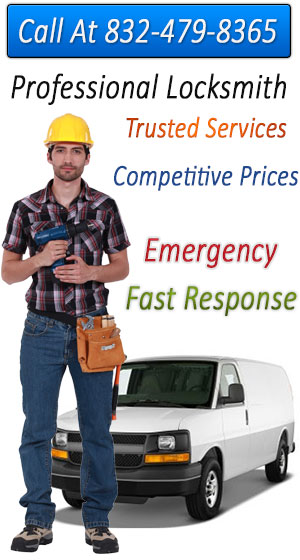 Call At 832-479-8365
Professional Locksmith
Trusted Services
Competitive Prices
Emergency
Fast Response